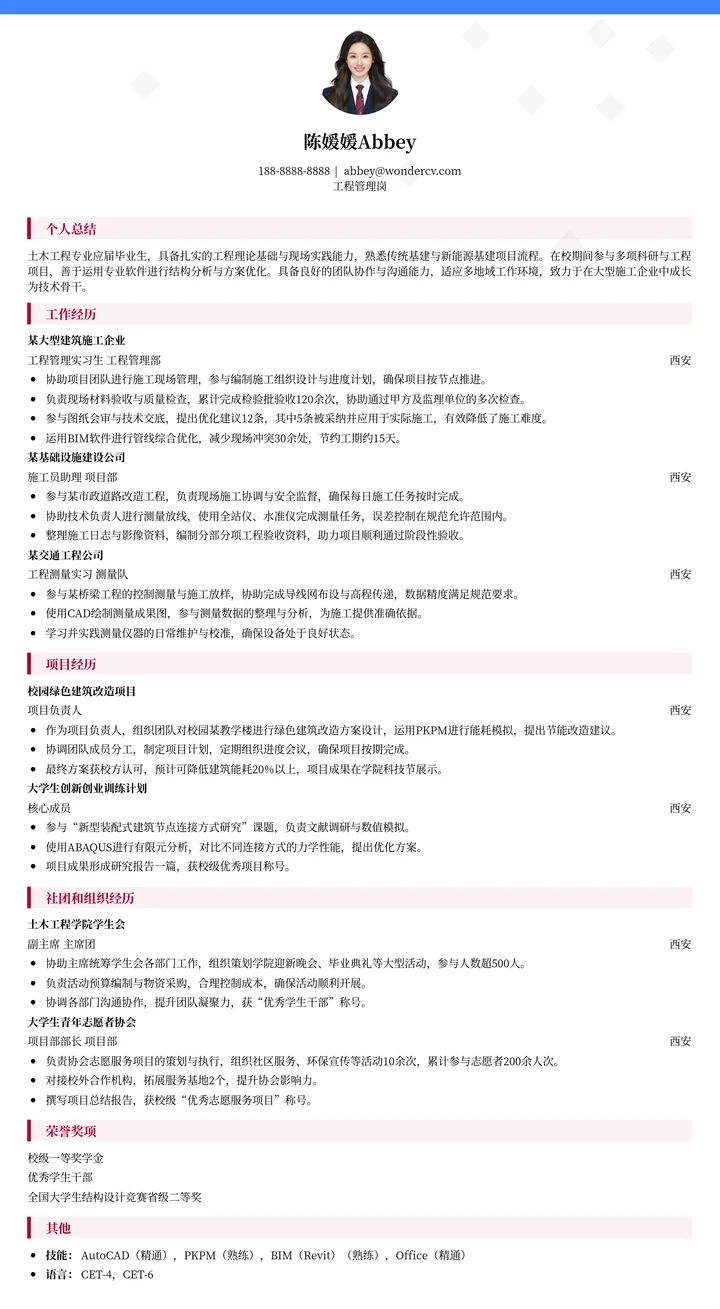 陈媛媛Abbey
188-8888-8888 | abbey@wondercv.com
工程管理岗
个人总结
土木工程专业应届毕业生，具备扎实的工程理论基础与现场实践能力，熟悉传统基建与新能源基建项目流程。在校期间参与多项科研与工程
项目，善于运用专业软件进行结构分析与方案优化。具备良好的团队协作与沟通能力，适应多地域工作环境，致力于在大型施工企业中成长
为技术骨干。
工作经历
某大型建筑施工企业
工程管理实习生 工程管理部 西安
• 协助项目团队进行施工现场管理，参与编制施工组织设计与进度计划，确保项目按节点推进。
• 负责现场材料验收与质量检查，累计完成检验批验收120余次，协助通过甲方及监理单位的多次检查。
• 参与图纸会审与技术交底，提出优化建议12条，其中5条被采纳并应用于实际施工，有效降低了施工难度。
• 运用BIM软件进行管线综合优化，减少现场冲突30余处，节约工期约15天。
某基础设施建设公司
施工员助理 项目部 西安
• 参与某市政道路改造工程，负责现场施工协调与安全监督，确保每日施工任务按时完成。
• 协助技术负责人进行测量放线，使用全站仪、水准仪完成测量任务，误差控制在规范允许范围内。
• 整理施工日志与影像资料，编制分部分项工程验收资料，助力项目顺利通过阶段性验收。
某交通工程公司
工程测量实习 测量队 西安
• 参与某桥梁工程的控制测量与施工放样，协助完成导线网布设与高程传递，数据精度满足规范要求。
• 使用CAD绘制测量成果图，参与测量数据的整理与分析，为施工提供准确依据。
• 学习并实践测量仪器的日常维护与校准，确保设备处于良好状态。
项目经历
校园绿色建筑改造项目
项目负责人 西安
• 作为项目负责人，组织团队对校园某教学楼进行绿色建筑改造方案设计，运用PKPM进行能耗模拟，提出节能改造建议。
• 协调团队成员分工，制定项目计划，定期组织进度会议，确保项目按期完成。
• 最终方案获校方认可，预计可降低建筑能耗20%以上，项目成果在学院科技节展示。
大学生创新创业训练计划
核心成员 西安
• 参与“新型装配式建筑节点连接方式研究”课题，负责文献调研与数值模拟。
• 使用ABAQUS进行有限元分析，对比不同连接方式的力学性能，提出优化方案。
• 项目成果形成研究报告一篇，获校级优秀项目称号。
社团和组织经历
土木工程学院学生会
副主席 主席团 西安
• 协助主席统筹学生会各部门工作，组织策划学院迎新晚会、毕业典礼等大型活动，参与人数超500人。
• 负责活动预算编制与物资采购，合理控制成本，确保活动顺利开展。
• 协调各部门沟通协作，提升团队凝聚力，获“优秀学生干部”称号。
大学生青年志愿者协会
项目部部长 项目部 西安
• 负责协会志愿服务项目的策划与执行，组织社区服务、环保宣传等活动10余次，累计参与志愿者200余人次。
• 对接校外合作机构，拓展服务基地2个，提升协会影响力。
• 撰写项目总结报告，获校级“优秀志愿服务项目”称号。
荣誉奖项
校级一等奖学金
优秀学生干部
全国大学生结构设计竞赛省级二等奖
其他
• 技能： AutoCAD（精通），PKPM（熟练），BIM（Revit）（熟练），Office（精通）
• 语言： CET-4，CET-6